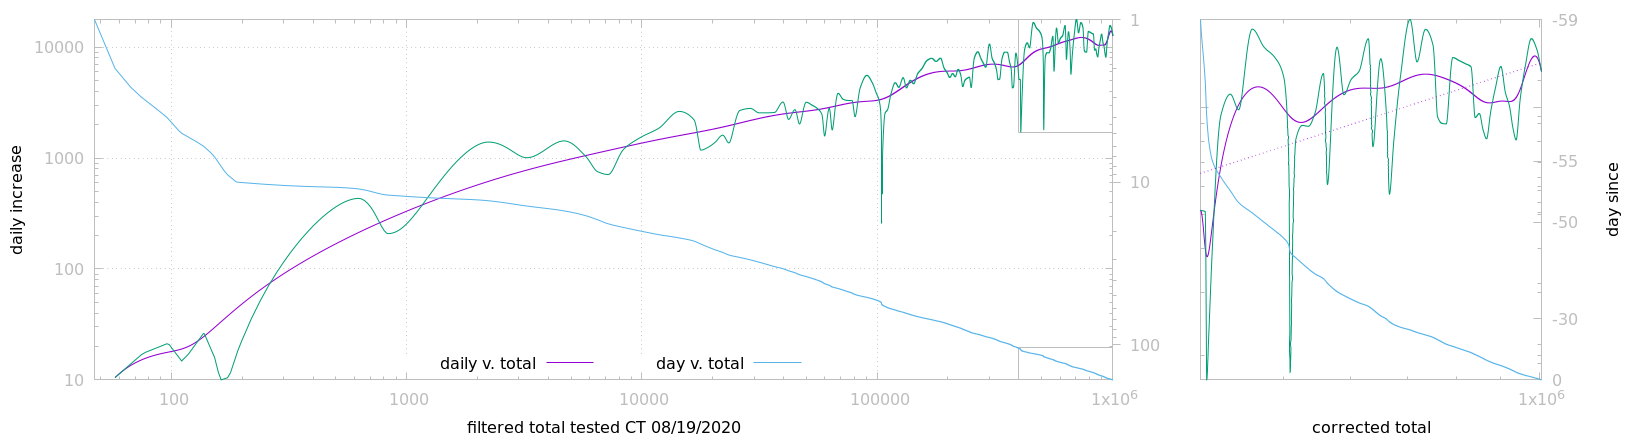 10000
1000
100
10
daily increase
100
1000
10000
100000
1x10^6
filtered total tested CT 08/19/2020
daily v. total
day v. total
1
10
100
-59
-55
-50
-30
0
day since
1x10^6
corrected total